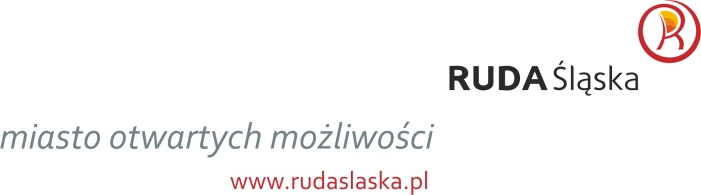 RUDA Śląska
miasto otwartych możliwości
www.rudaslaska.pl